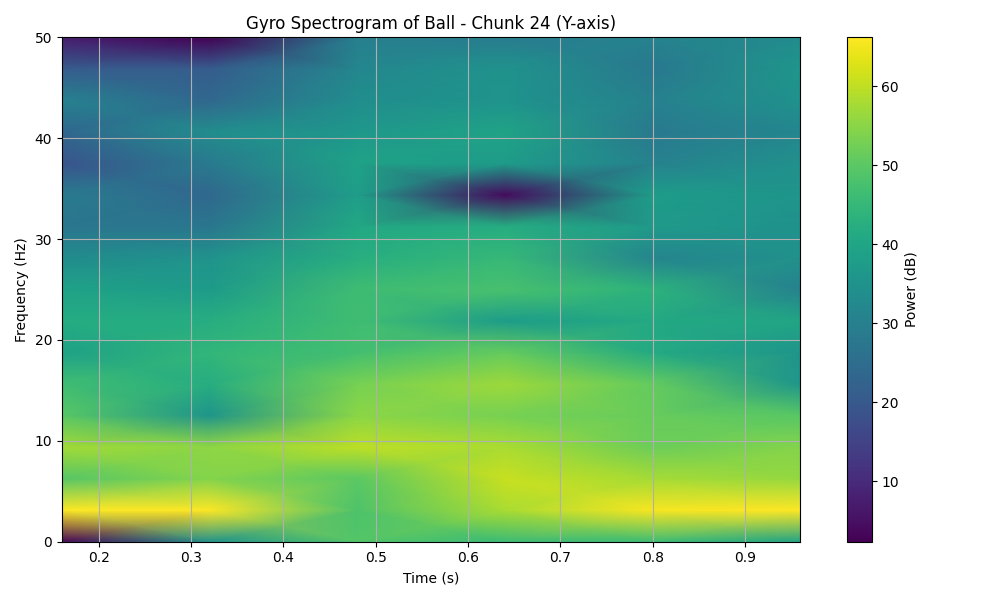 Gyro Spectrogram of Ball - Chunk 24 (Y-axis)
50
40
30
20
10
0
Frequency (Hz)
0.2 0.3 0.4 0.5 0.6 0.7 0.8 0.9
Time (s)
60
50
40
30
20
10
Power (dB)